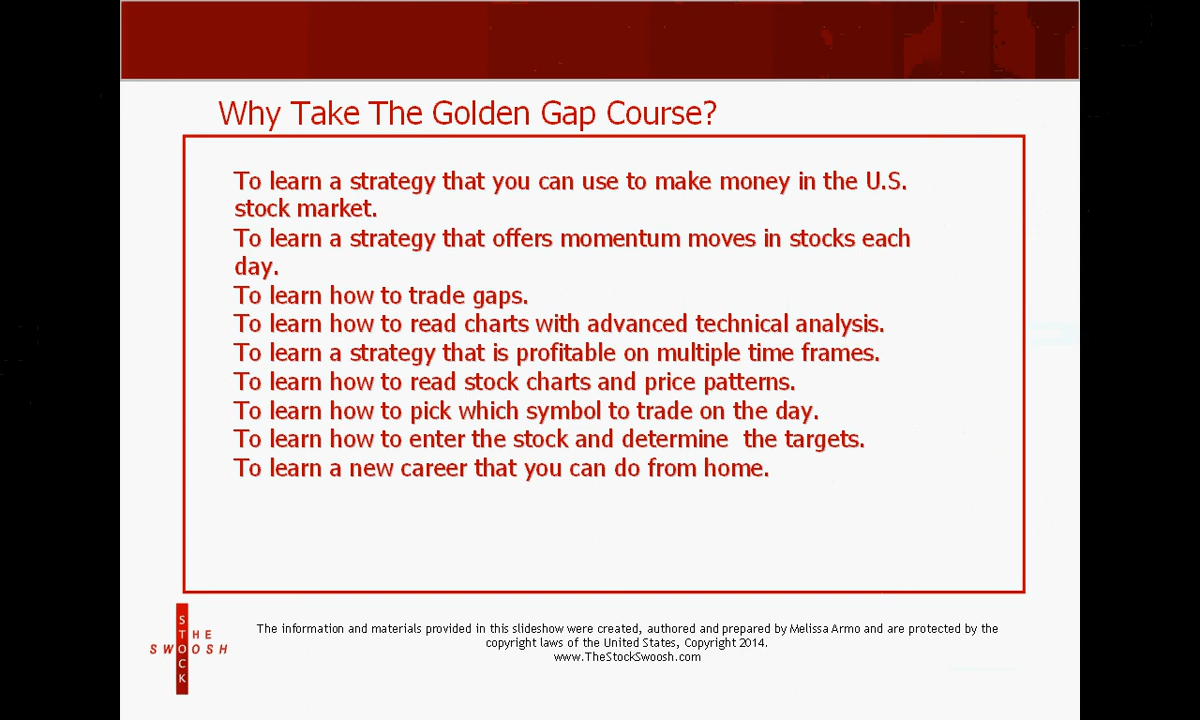 Why Take The Golden Gap Course?
To learn a strategy that you can use to make money in the U.S.
stock market.
To learn a strategy that offers momentum moves in stocks each
day.
To learn how to trade gaps.
To learn how to read charts with advanced technical analysis.
To learn a strategy that is profitable on multiple time frames.
To learn how to read stock charts and price patterns.
To learn how to pick which symbol to trade on the day.
To learn how to enter the stock and determine  the targets.
To learn a new career that you can do from home.
THE
STOCK
SWOOSH
The information and materials provided in this slideshow were created, authored and prepared by Melissa Armo and are protected by the
copyright laws of the United States, Copyright 2014.
www.TheStockSwoosh.com